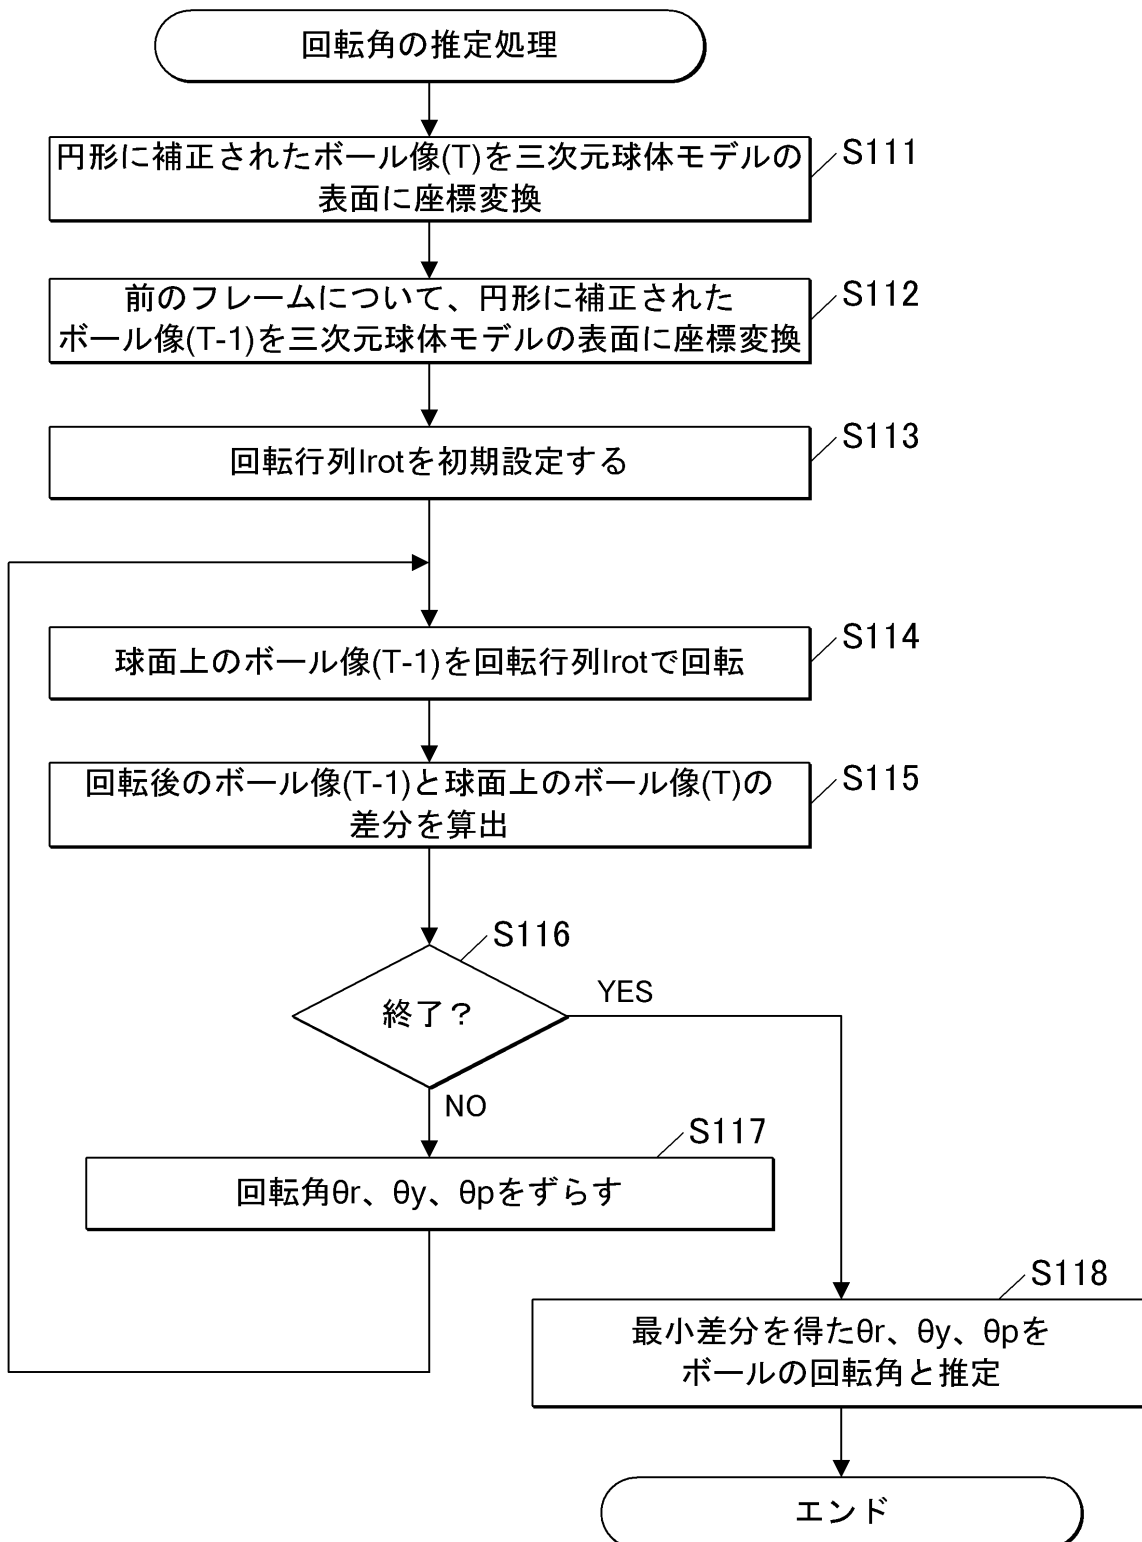 回転角の推定処理
円形に補正されたボール像(T)を三次元球体モデルの
表面に座標変換
S111
前のフレームについて、円形に補正された
ボール像(T-1)を三次元球体モデルの表面に座標変換
S112
回転行列Irotを初期設定する
S113
球面上のボール像(T-1)を回転行列Irotで回転
S114
回転後のボール像(T-1)と球面上のボール像(T)の
差分を算出
S115
S116
終了？
YES
NO
S117
回転角θr、θy、θpをずらす
S118
最小差分を得たθr、θy、θpを
ボールの回転角と推定
エンド